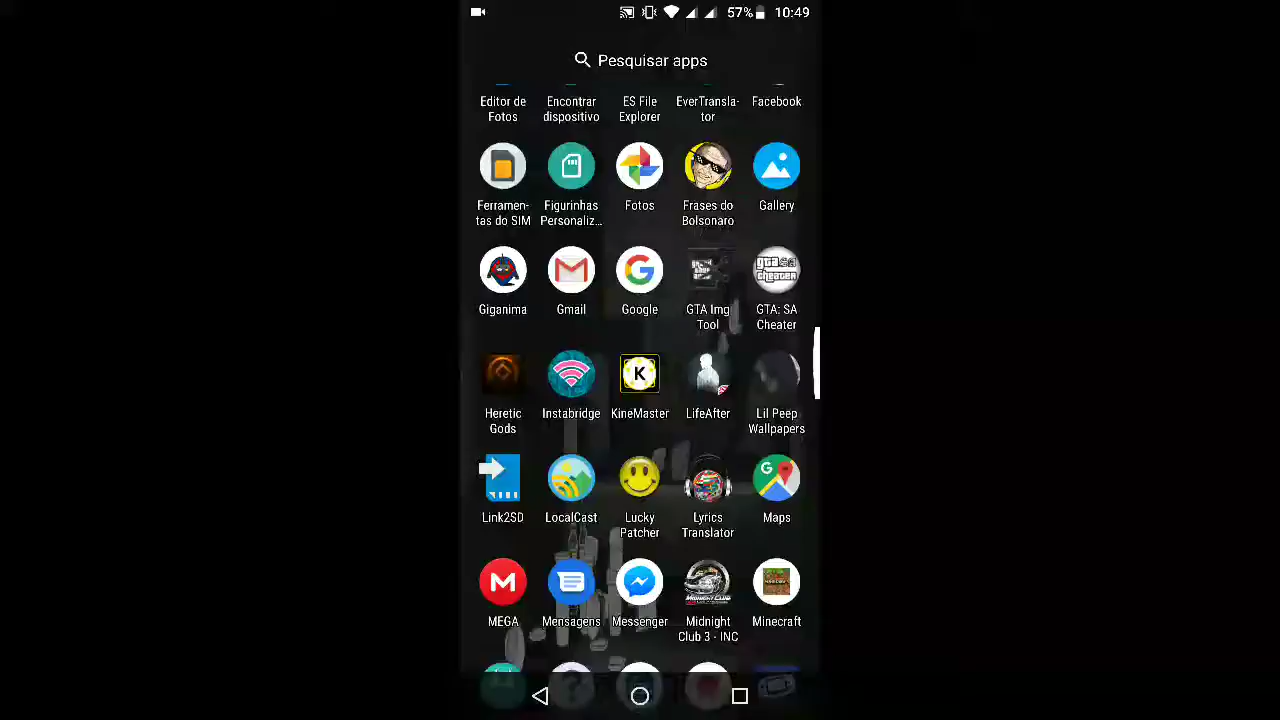 57% 10:49
Pesquisar apps
Editor de Fotos
Encontrar dispositivo
ES File Explorer
EverTransla-
tor
Facebook
Ferramen-
tas do SIM
Figurinhas Personaliz...
Fotos
Frases do Bolsonaro
Gallery
Giganima
Gmail
Google
GTA Img Tool
GTA: SA Cheater
Heretic Gods
Instabridge
K
KineMaster
LifeAfter
Lil Peep Wallpapers
Link2SD
LocalCast
Lucky Patcher
Lyrics Translator
Maps
MEGA
Mensagens
Messenger
Midnight Club 3 - INC
Minecraft